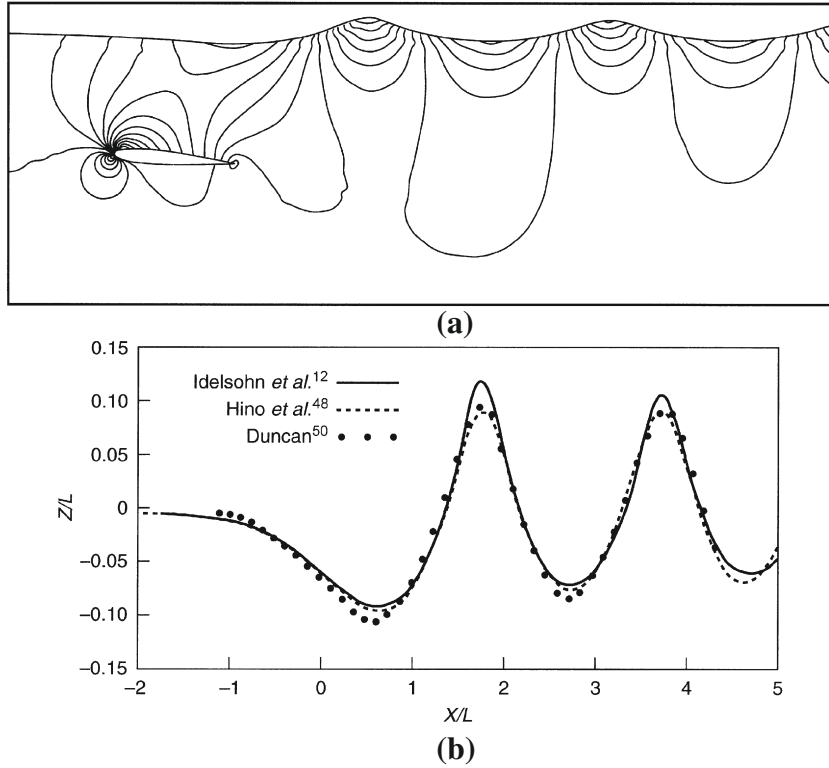 (a)
0.15
0.10
0.05
0
−0.05
−0.10
−0.15
Z/L
Idelsohn et al.¹²
Hino et al.⁴⁸
Duncan⁵⁰
−2 −1 0 1 2 3 4 5
X/L
(b)